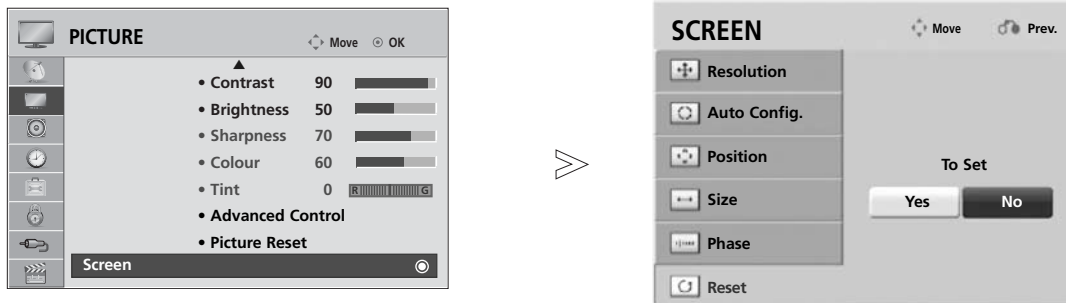 PICTURE
Move
OK
• Contrast 90
• Brightness 50
• Sharpness 70
• Colour 60
• Tint 0 R G
• Advanced Control
• Picture Reset
Screen
SCREEN
Move
Prev.
Resolution
Auto Config.
Position
Size
Phase
Reset
To Set
Yes
No